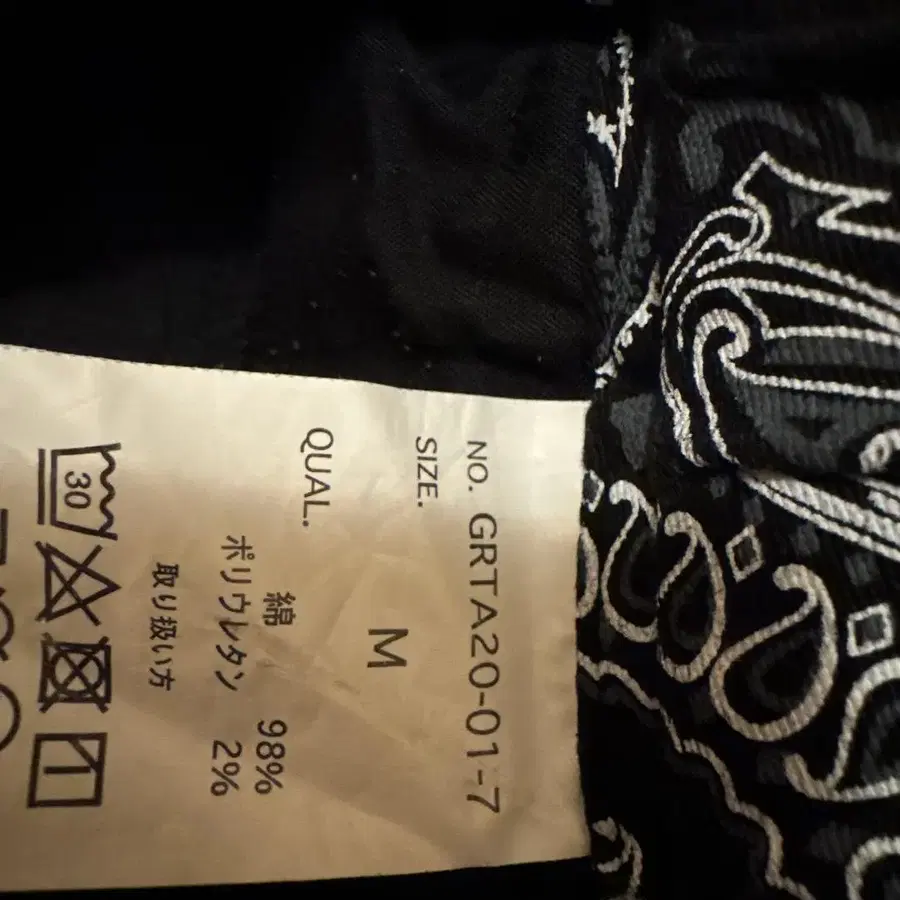 NO. GRTA20-01-7
SIZE. M
QUAL.
綿 98%
ポリウレタン 2%
取り扱い方
30